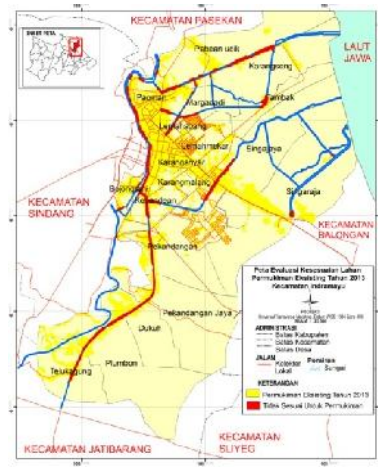 KECAMATAN PASEKAN
LAUT
JAWA
Pabean udik
Karangsong
Paoman
Margadadi
Tambak
Lemahabang
Lemahmekar
Singajaya
Karanganyar
Karangmalang
Singaraja
KECAMATAN
SINDANG
KECAMATAN
BALONGAN
Pekandangan
Pekandangan Jaya
Dukuh
Plumbon
Telukagung
Peta Evaluasi Kesesuaian Lahan
Permukiman Eksisting Tahun 2013
Kecamatan Indramayu
ADMINISTRASI
Batas Kabupaten
Batas Kecamatan
Batas Desa
JALAN
Kolektor
Lokal
Perairan
Sungai
KETERANGAN
Permukiman Eksisting Tahun 2013
Tidak Sesuai Untuk Permukiman
KECAMATAN JATIBARANG
KECAMATAN
SLIYEG